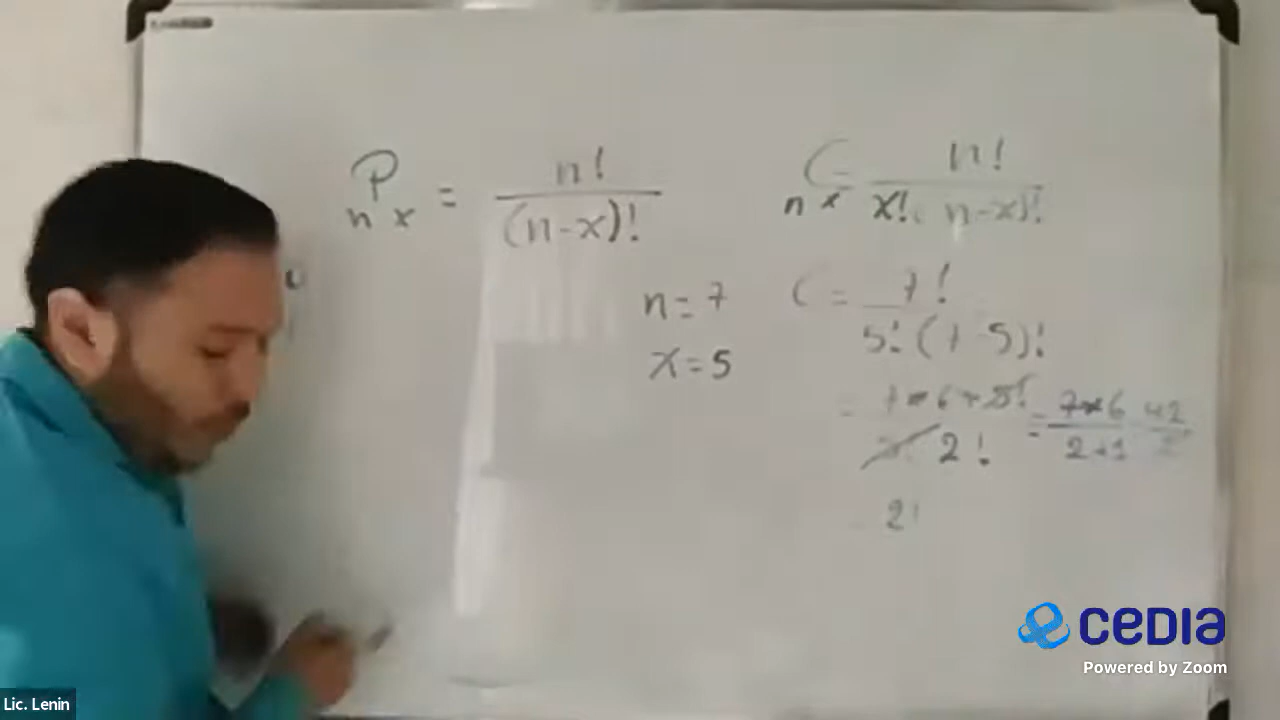 P = n! / (n-x)!
n x
C = n! / x!(n-x)!
n x
n = 7
x = 5
C = 7! / 5!(7-5)!
= 7*6*5! / 2! = 7*6 / 2*1 42 / 2
21
cedia
Powered by Zoom
Lic. Lenin